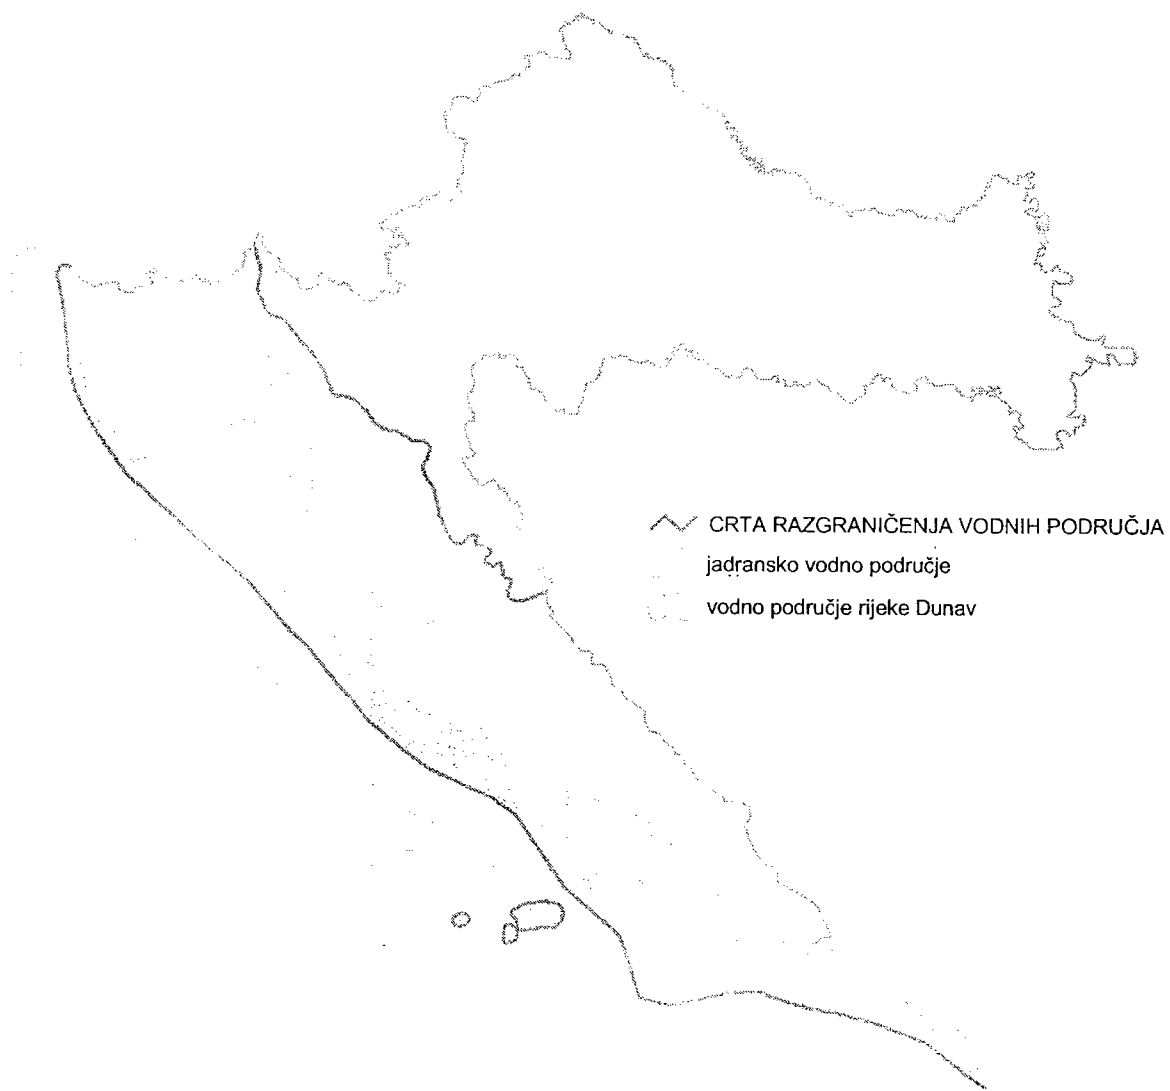 CRTA RAZGRANIČENJA VODNIH PODRUČJA
jadransko vodno područje
vodno područje rijeke Dunav